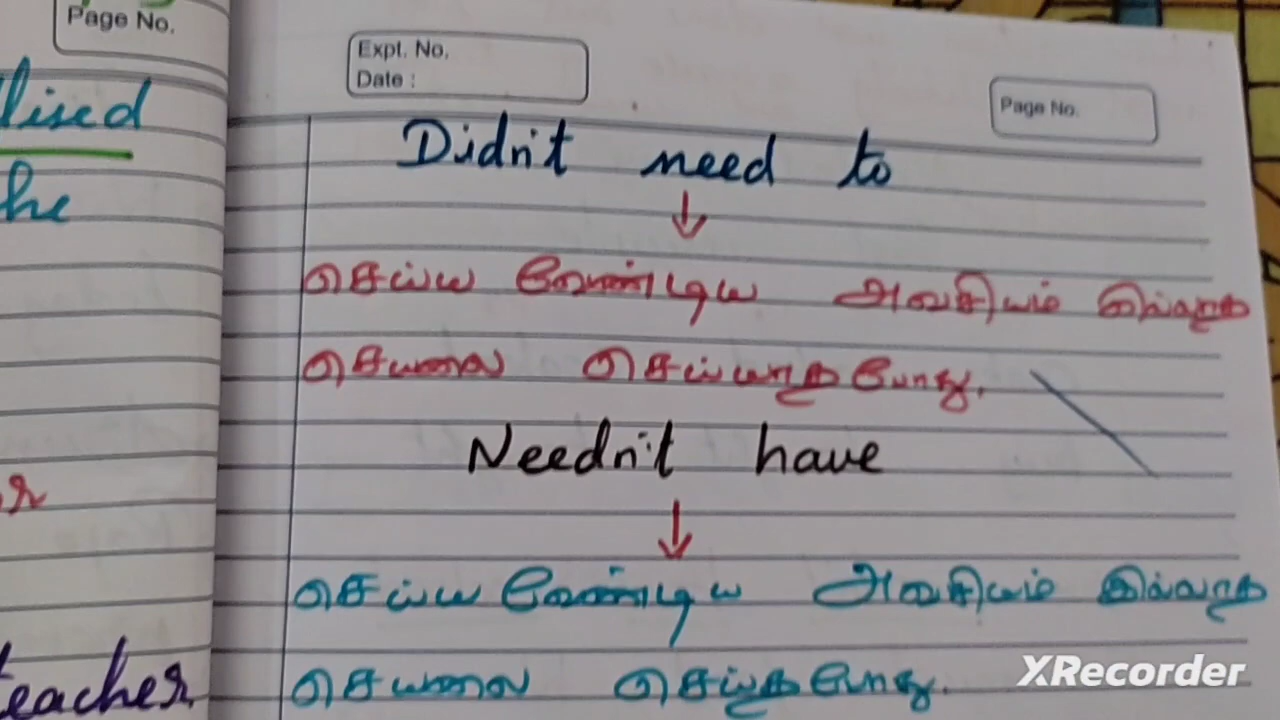 Page No.
lised
he
r
teacher
Expt. No.
Date :
Page No.
Didn't need to
செய்ய வேண்டிய அவசியம் இல்லாத
செயலை செய்யாத போது.
Needn't have
செய்ய வேண்டிய அவசியம் இல்லாத
செயலை செய்த போது.
XRecorder